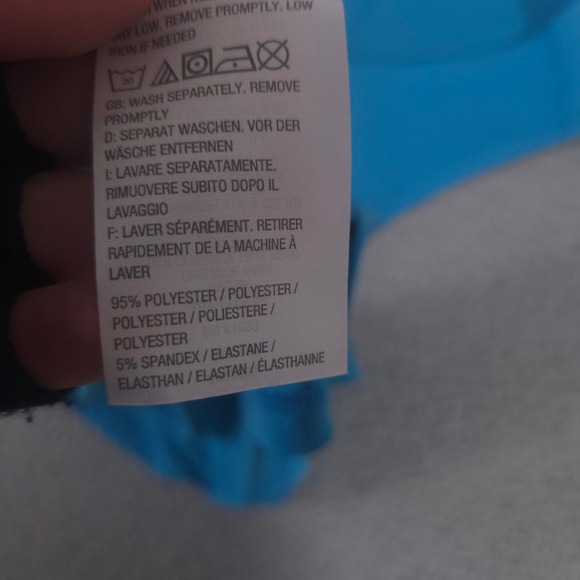 WHEN
LOW. REMOVE PROMPTLY. LOW
IRON IF NEEDED
30
GB: WASH SEPARATELY. REMOVE
PROMPTLY
D: SEPARAT WASCHEN. VOR DER
WÄSCHE ENTFERNEN
I: LAVARE SEPARATAMENTE.
RIMUOVERE SUBITO DOPO IL
LAVAGGIO
F: LAVER SÉPARÉMENT. RETIRER
RAPIDEMENT DE LA MACHINE À
LAVER
95% POLYESTER / POLYESTER /
POLYESTER / POLIESTERE /
POLYESTER
5% SPANDEX / ELASTANE /
ELASTHAN / ELASTAN / ÉLASTHANNE